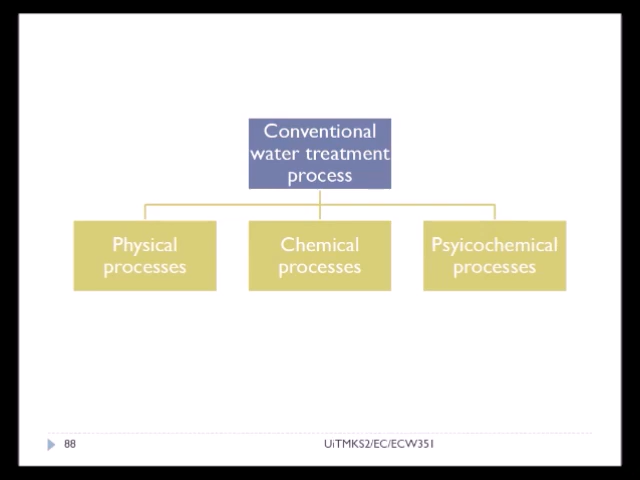 Conventional
water treatment
process
Physical
processes
Chemical
processes
Psyicochemical
processes
88
UiTMKS2/EC/ECW351